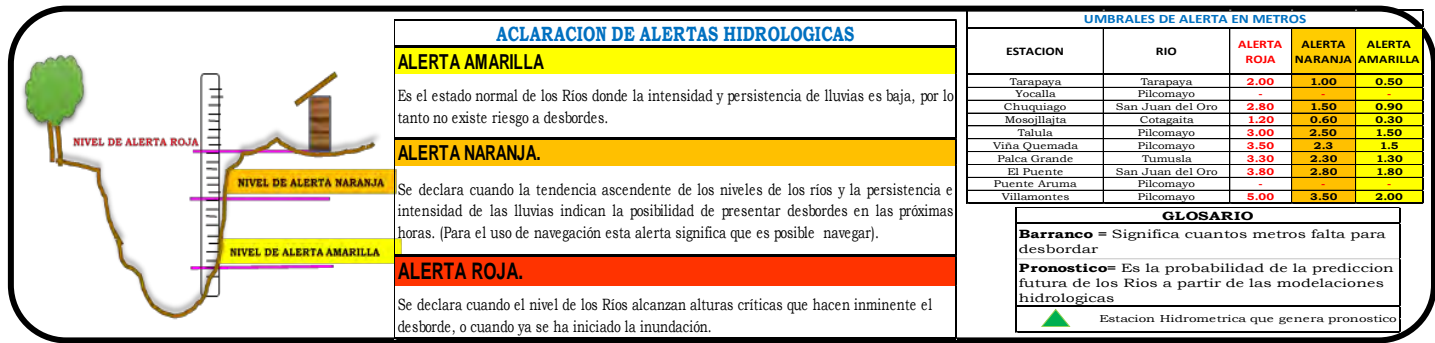 NIVEL DE ALERTA ROJA
NIVEL DE ALERTA NARANJA
NIVEL DE ALERTA AMARILLA
ACLARACION DE ALERTAS HIDROLOGICAS
ALERTA AMARILLA
Es el estado normal de los Rios donde la intensidad y persistencia de lluvias es baja, por lo
tanto no existe riesgo a desbordes.
ALERTA NARANJA.
Se declara cuando la tendencia ascendente de los niveles de los ríos y la persistencia e
intensidad de las lluvias indican la posibilidad de presentar desbordes en las próximas
horas. (Para el uso de navegación esta alerta significa que es posible navegar).
ALERTA ROJA.
Se declara cuando el nivel de los Rios alcanzan alturas críticas que hacen inminente el
desborde, o cuando ya se ha iniciado la inundación.
UMBRALES DE ALERTA EN METROS
ESTACION RIO ALERTA ROJA ALERTA NARANJA ALERTA AMARILLA
Tarapaya Tarapaya 2.00 1.00 0.50
Yocalla Pilcomayo - - -
Chuquiago San Juan del Oro 2.80 1.50 0.90
Mosojllajta Cotagaita 1.20 0.60 0.30
Talula Pilcomayo 3.00 2.50 1.50
Viña Quemada Pilcomayo 3.50 2.3 1.5
Palca Grande Tumusla 3.30 2.30 1.30
El Puente San Juan del Oro 3.80 2.80 1.80
Puente Aruma Pilcomayo - - -
Villamontes Pilcomayo 5.00 3.50 2.00
GLOSARIO
Barranco = Significa cuantos metros falta para
desbordar
Pronostico= Es la probabilidad de la prediccion
futura de los Rios a partir de las modelaciones
hidrologicas
Estacion Hidrometrica que genera pronostico